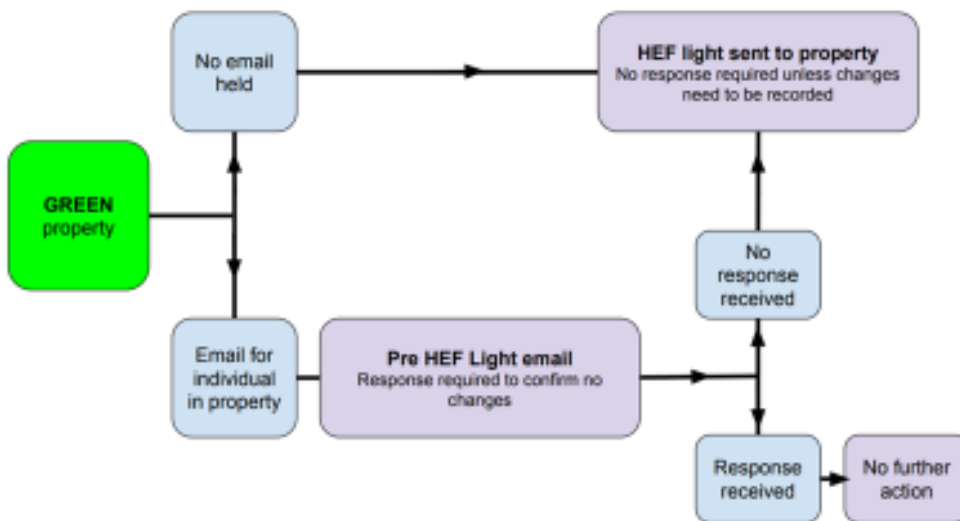 No email
held
HEF light sent to property
No response required unless changes
need to be recorded
GREEN
property
No
response
received
Email for
individual
in property
Pre HEF Light email
Response required to confirm no
changes
Response
received
No further
action